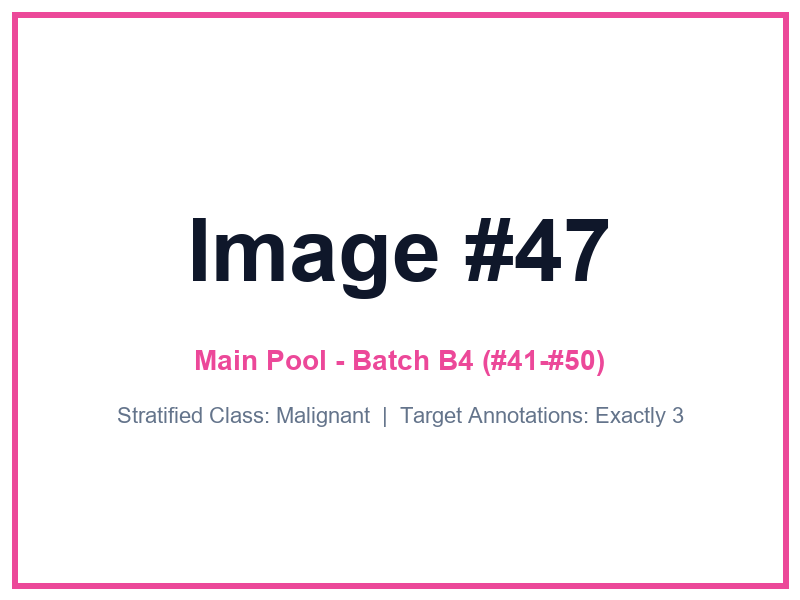 Image #47
Main Pool - Batch B4 (#41-#50)
Stratified Class: Malignant | Target Annotations: Exactly 3